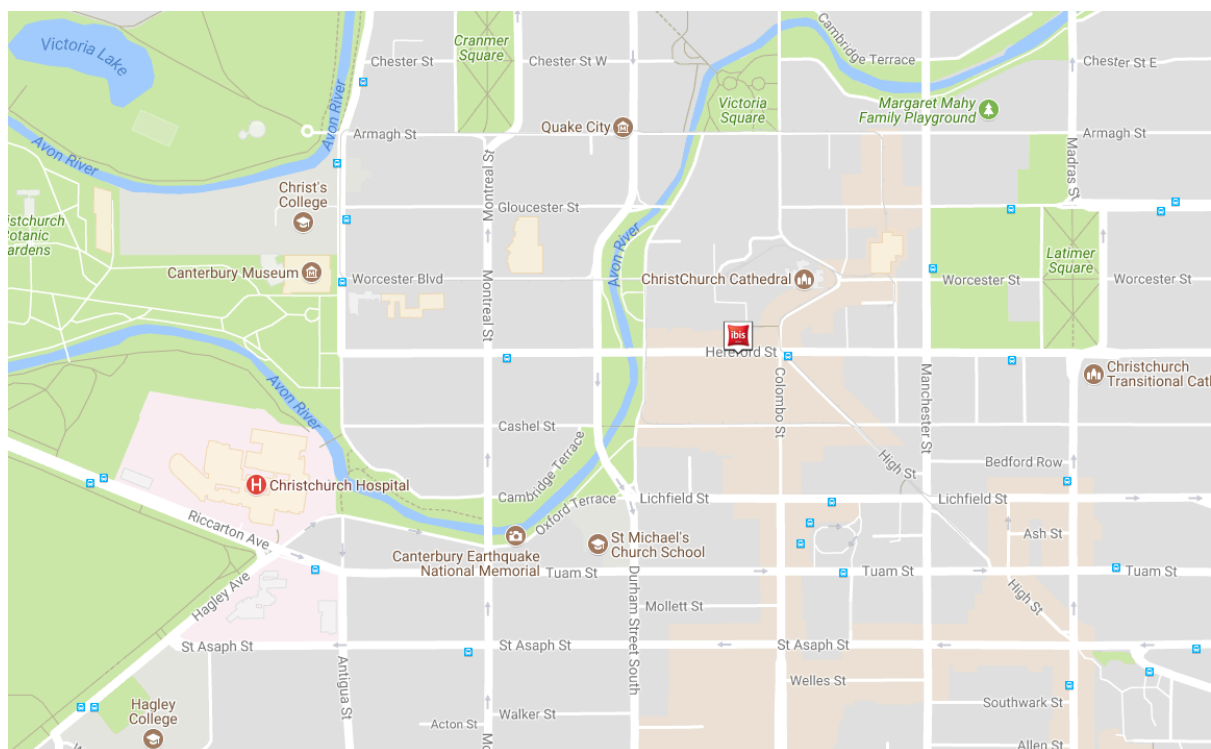 Victoria Lake
Cranmer
Square
Cambridge Terrace
Chester St
Chester St W
Chester St E
Victoria
Square
Margaret Mahy
Family Playground
Avon River
Avon River
Armagh St
Quake City
Armagh St
Madras St
Christ's
College
Montreal St
Gloucester St
istchurch
Botanic
ardens
Avon River
Latimer
Square
Canterbury Museum
Worcester Blvd
ChristChurch Cathedral
Worcester St
Worcester St
Montreal St
ibis
Hereford St
Avon River
Colombo St
Manchester St
Christchurch
Transitional Cat
Cashel St
Cambridge Terrace
High St
Bedford Row
H
Christchurch Hospital
Lichfield St
Lichfield St
Riccarton Ave
Oxford Terrace
St Michael's
Church School
Ash St
Canterbury Earthquake
National Memorial
Tuam St
Tuam St
Tuam St
Hagley Ave
Durham Street South
Mollett St
High St
St Asaph St
St Asaph St
St Asaph St
Antigua St
Welles St
Hagley
College
Southwark St
Acton St
Walker St
Mo
Allen St